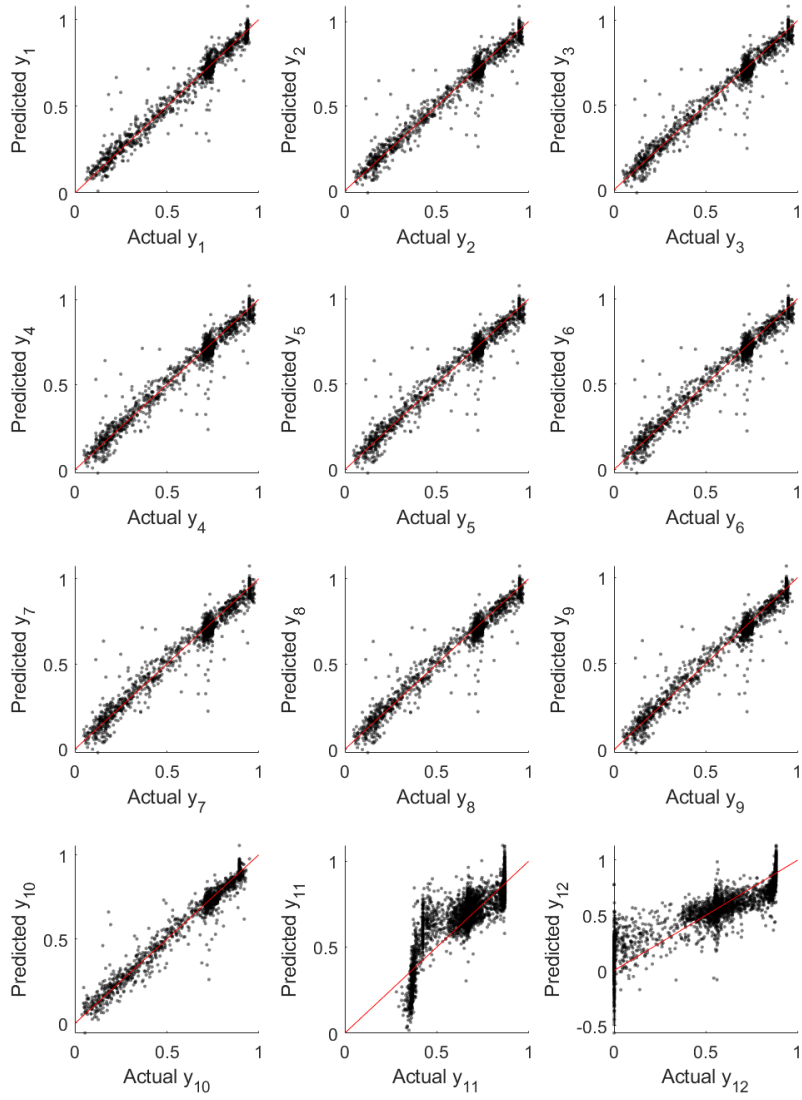 Predicted y1
1
0.5
0
0 0.5 1
Actual y1
Predicted y2
1
0.5
0
0 0.5 1
Actual y2
Predicted y3
1
0.5
0
0 0.5 1
Actual y3
Predicted y4
1
0.5
0
0 0.5 1
Actual y4
Predicted y5
1
0.5
0
0 0.5 1
Actual y5
Predicted y6
1
0.5
0
0 0.5 1
Actual y6
Predicted y7
1
0.5
0
0 0.5 1
Actual y7
Predicted y8
1
0.5
0
0 0.5 1
Actual y8
Predicted y9
1
0.5
0
0 0.5 1
Actual y9
Predicted y10
1
0.5
0
0 0.5 1
Actual y10
Predicted y11
1
0.5
0
0 0.5 1
Actual y11
Predicted y12
1
0.5
0
-0.5
0 0.5 1
Actual y12